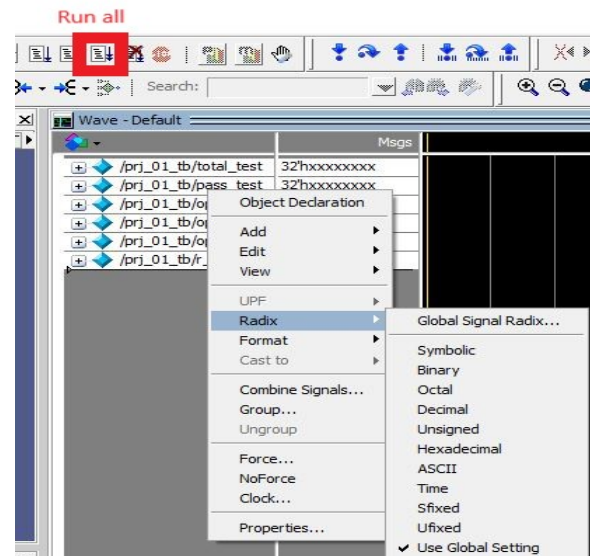 Run all
Search:
Wave - Default
Msgs
/prj_01_tb/total_test 32'hxxxxxxxx
/prj_01_tb/pass_test 32'hxxxxxxxx
/prj_01_tb/op
/prj_01_tb/op
/prj_01_tb/op
/prj_01_tb/r_
Object Declaration
Add
Edit
View
UPF
Radix
Format
Cast to
Combine Signals...
Group...
Ungroup
Force...
NoForce
Clock...
Properties...
Global Signal Radix...
Symbolic
Binary
Octal
Decimal
Unsigned
Hexadecimal
ASCII
Time
Sfixed
Ufixed
Use Global Setting